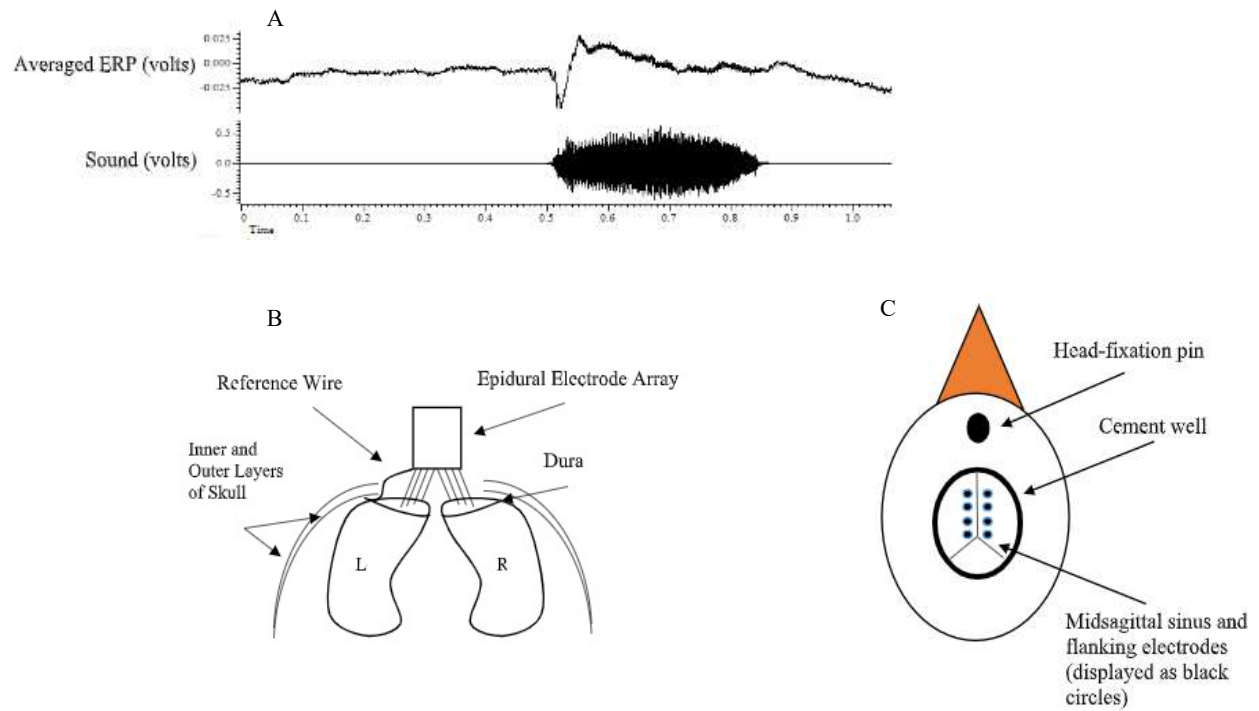 A
Averaged ERP (volts)
0.025
0.000
-0.025
Sound (volts)
0.5
0.0
-0.5
0 0.1 0.2 0.3 0.4 0.5 0.6 0.7 0.8 0.9 1.0
Time
B
Reference Wire
Epidural Electrode Array
Inner and
Outer Layers
of Skull
Dura
L
R
C
Head-fixation pin
Cement well
Midsagittal sinus and
flanking electrodes
(displayed as black
circles)